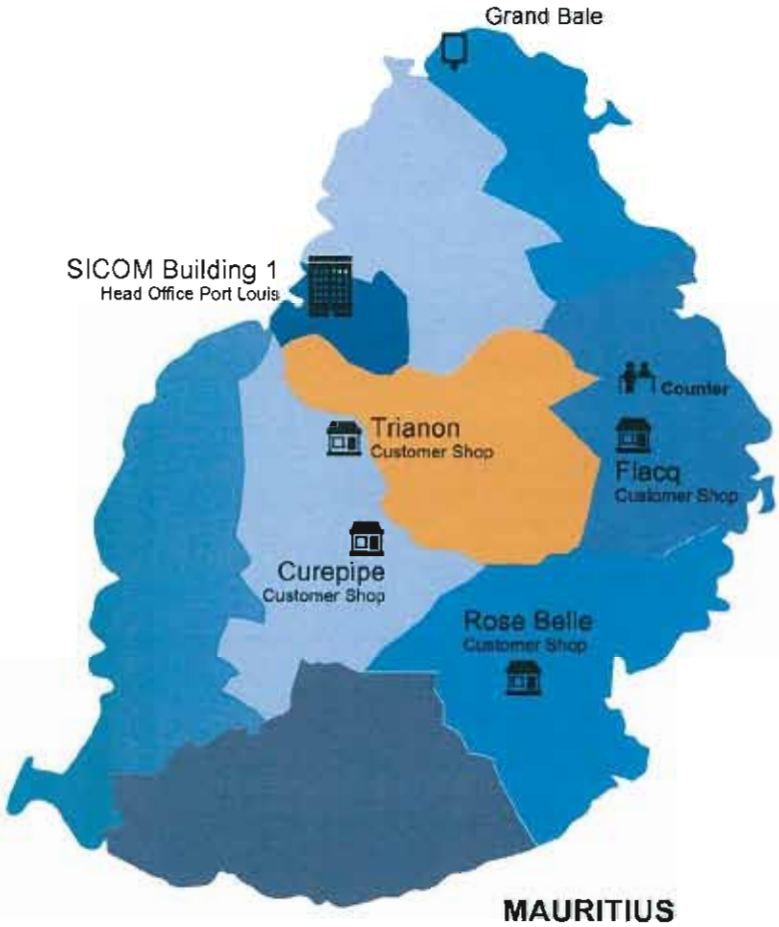 Grand Baie
SICOM Building 1
Head Office Port Louis
Counter
Trianon
Customer Shop
Flacq
Customer Shop
Curepipe
Customer Shop
Rose Belle
Customer Shop
MAURITIUS